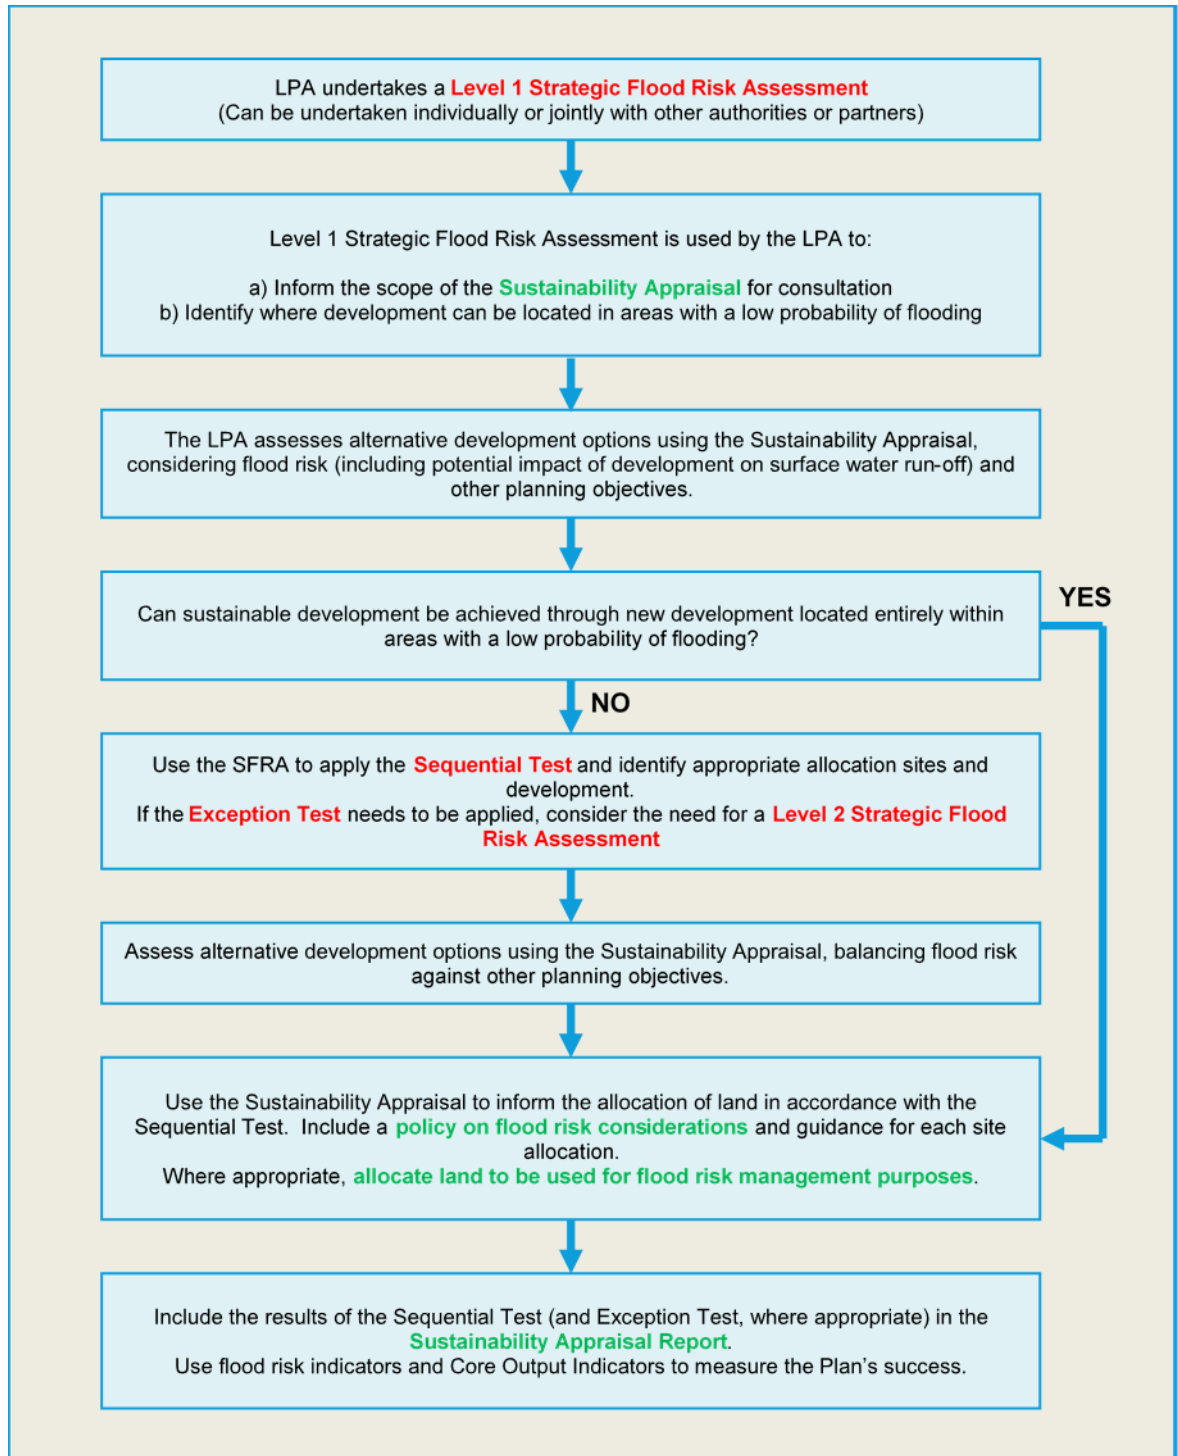 LPA undertakes a Level 1 Strategic Flood Risk Assessment
(Can be undertaken individually or jointly with other authorities or partners)
Level 1 Strategic Flood Risk Assessment is used by the LPA to:
a) Inform the scope of the Sustainability Appraisal for consultation
b) Identify where development can be located in areas with a low probability of flooding
The LPA assesses alternative development options using the Sustainability Appraisal,
considering flood risk (including potential impact of development on surface water run-off) and
other planning objectives.
Can sustainable development be achieved through new development located entirely within
areas with a low probability of flooding?
YES
NO
Use the SFRA to apply the Sequential Test and identify appropriate allocation sites and
development.
If the Exception Test needs to be applied, consider the need for a Level 2 Strategic Flood
Risk Assessment
Assess alternative development options using the Sustainability Appraisal, balancing flood risk
against other planning objectives.
Use the Sustainability Appraisal to inform the allocation of land in accordance with the
Sequential Test.  Include a policy on flood risk considerations and guidance for each site
allocation.
Where appropriate, allocate land to be used for flood risk management purposes.
Include the results of the Sequential Test (and Exception Test, where appropriate) in the
Sustainability Appraisal Report.
Use flood risk indicators and Core Output Indicators to measure the Plan’s success.